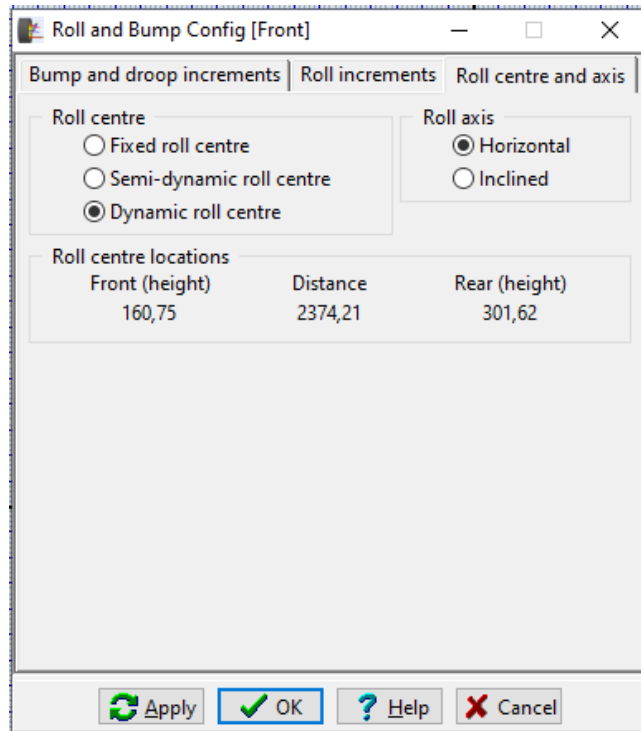 Roll and Bump Config [Front]
Bump and droop increments Roll increments Roll centre and axis
Roll centre
Fixed roll centre
Semi-dynamic roll centre
Dynamic roll centre
Roll axis
Horizontal
Inclined
Roll centre locations
Front (height) Distance Rear (height)
160,75 2374,21 301,62
Apply OK Help Cancel